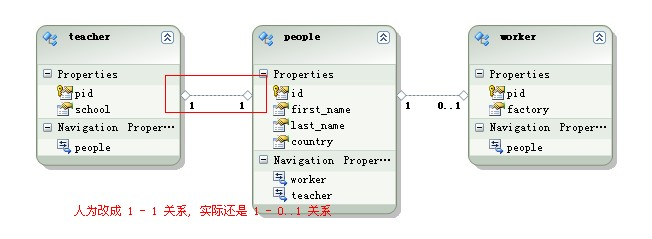 teacher
Properties
pid
school
Navigation Proper···
people
1 1
people
Properties
id
first_name
last_name
country
Navigation Proper···
worker
teacher
1 0..1
worker
Properties
pid
factory
Navigation Proper···
people
人为改成 1 - 1 关系, 实际还是 1 - 0..1 关系